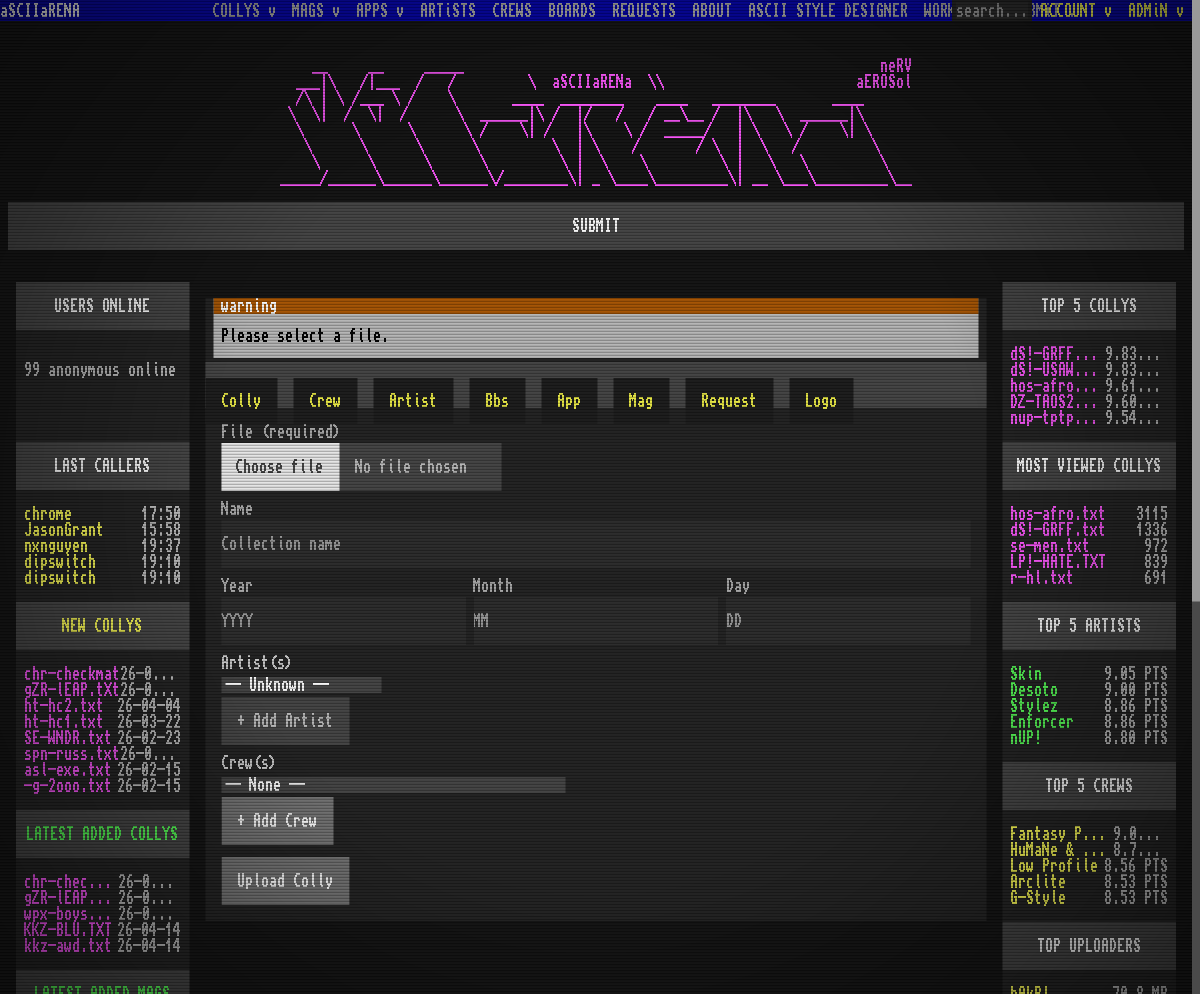 aSCIIaRENA COLLYS v MAGS v APPS v ARTiSTS CREWS BOARDS REQUESTS ABOUT ASCII STYLE DESIGNER search... ACCOUNT v ADMiN v
neRV
\ aSCIIaRENa \\ aEROSol
SUBMIT
USERS ONLINE
99 anonymous online
LAST CALLERS
chrome 17:50
JasonGrant 15:58
nxnguyen 19:37
dipswitch 19:10
dipswitch 19:10
NEW COLLYS
chr-checkmat26-0...
gZR-lEAP.tXt26-0...
ht-hc2.txt 26-04-04
ht-hc1.txt 26-03-22
SE-WNDR.txt 26-02-23
spn-russ.txt26-0...
asl-exe.txt 26-02-15
-g-2ooo.txt 26-02-15
LATEST ADDED COLLYS
chr-chec... 26-0...
gZR-lEAP... 26-0...
wpx-boys... 26-0...
KKZ-BLU.TXT 26-04-14
kkz-awd.txt 26-04-14
LATEST ADDED MAGS
warning
Please select a file.
Colly Crew Artist Bbs App Mag Request Logo
File (required)
Choose file No file chosen
Name
Collection name
Year Month Day
YYYY MM DD
Artist(s)
— Unknown —
+ Add Artist
Crew(s)
— None —
+ Add Crew
Upload Colly
TOP 5 COLLYS
dS!-GRFF... 9.83...
dS!-USAW... 9.83...
hos-afro... 9.61...
DZ-TAOS2... 9.60...
nup-tptp... 9.54...
MOST VIEWED COLLYS
hos-afro.txt 3115
dS!-GRFF.txt 1336
se-men.txt 972
LP!-HATE.TXT 839
r-hl.txt 691
TOP 5 ARTISTS
Skin 9.05 PTS
Desoto 9.00 PTS
Stylez 8.86 PTS
Enforcer 8.86 PTS
nUP! 8.80 PTS
TOP 5 CREWS
Fantasy P... 9.0...
HuMaNe & ... 8.7...
Low Profile 8.56 PTS
Arclite 8.53 PTS
G-Style 8.53 PTS
TOP UPLOADERS